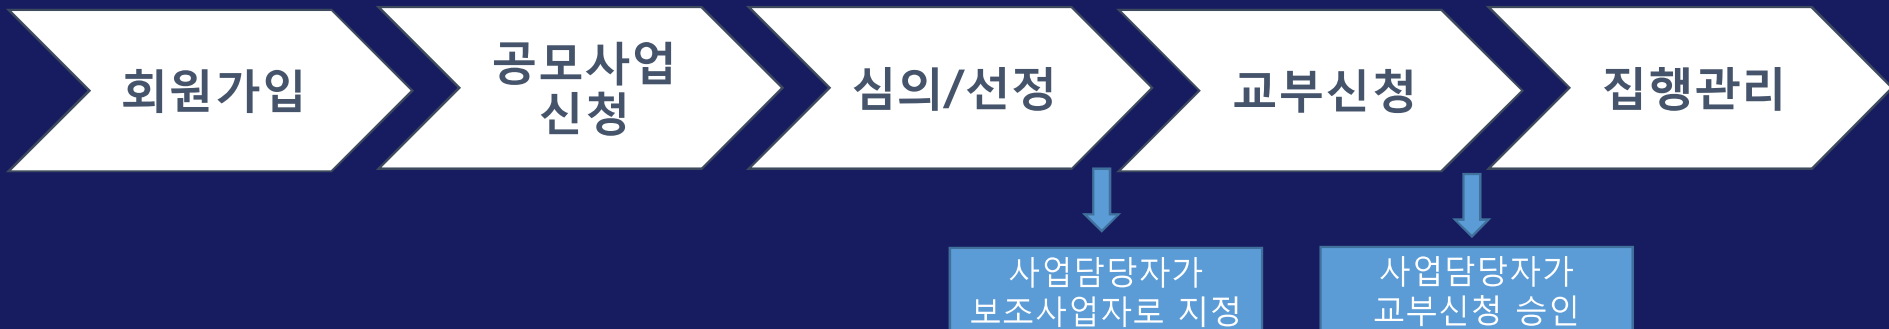 회원가입
공모사업
신청
심의/선정
교부신청
집행관리
사업담당자가
보조사업자로 지정
사업담당자가
교부신청 승인